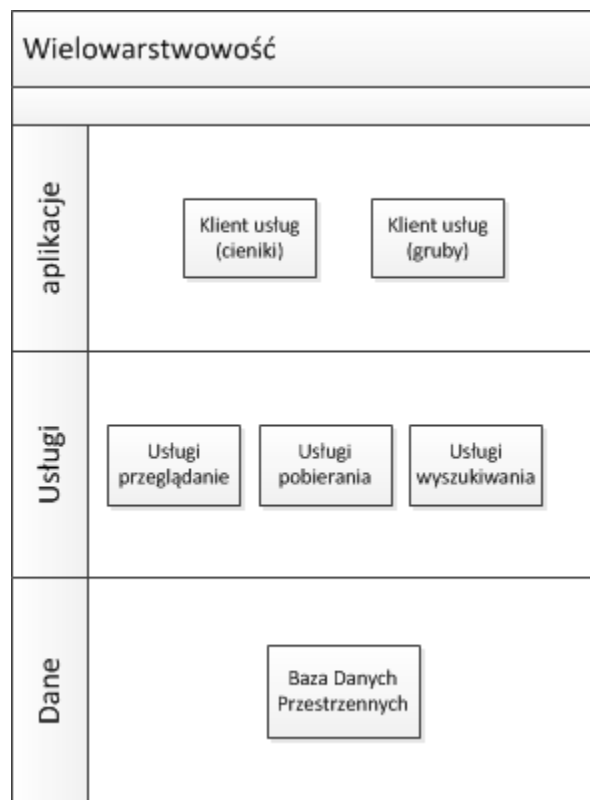 Wielowarstwowość
aplikacje
Klient usług
(cieniki)
Klient usług
(gruby)
Usługi
Usługi
przeglądanie
Usługi
pobierania
Usługi
wyszukiwania
Dane
Baza Danych
Przestrzennych